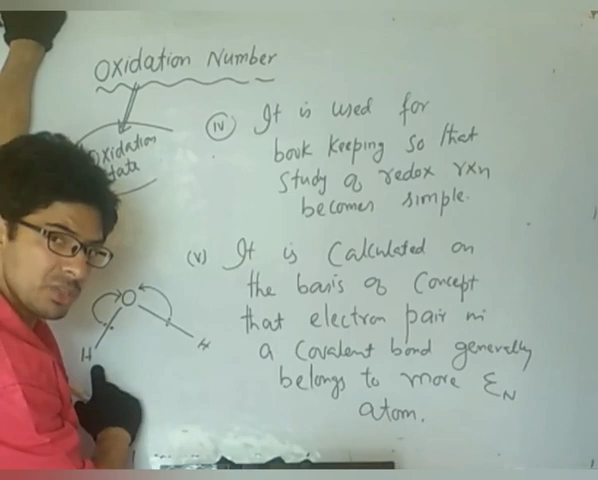 Oxidation Number
Oxidation
State
(iv) It is used for
book keeping so that
study of redox rxn
becomes simple.
(v) It is Calculated on
the basis of Concept
that electron pair in
a Covalent bond generally
belongs to more EN
atom.
O
H
H